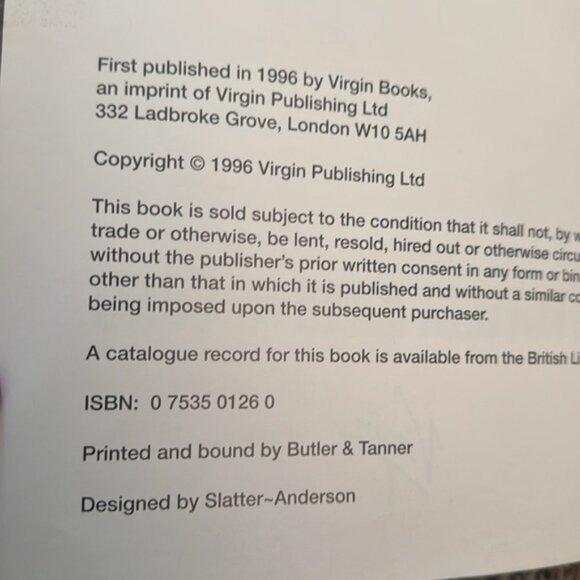 First published in 1996 by Virgin Books,
an imprint of Virgin Publishing Ltd
332 Ladbroke Grove, London W10 5AH
Copyright © 1996 Virgin Publishing Ltd
This book is sold subject to the condition that it shall not, by w
trade or otherwise, be lent, resold, hired out or otherwise circu
without the publisher's prior written consent in any form or bin
other than that in which it is published and without a similar co
being imposed upon the subsequent purchaser.
A catalogue record for this book is available from the British Li
ISBN: 0 7535 0126 0
Printed and bound by Butler & Tanner
Designed by Slatter~Anderson